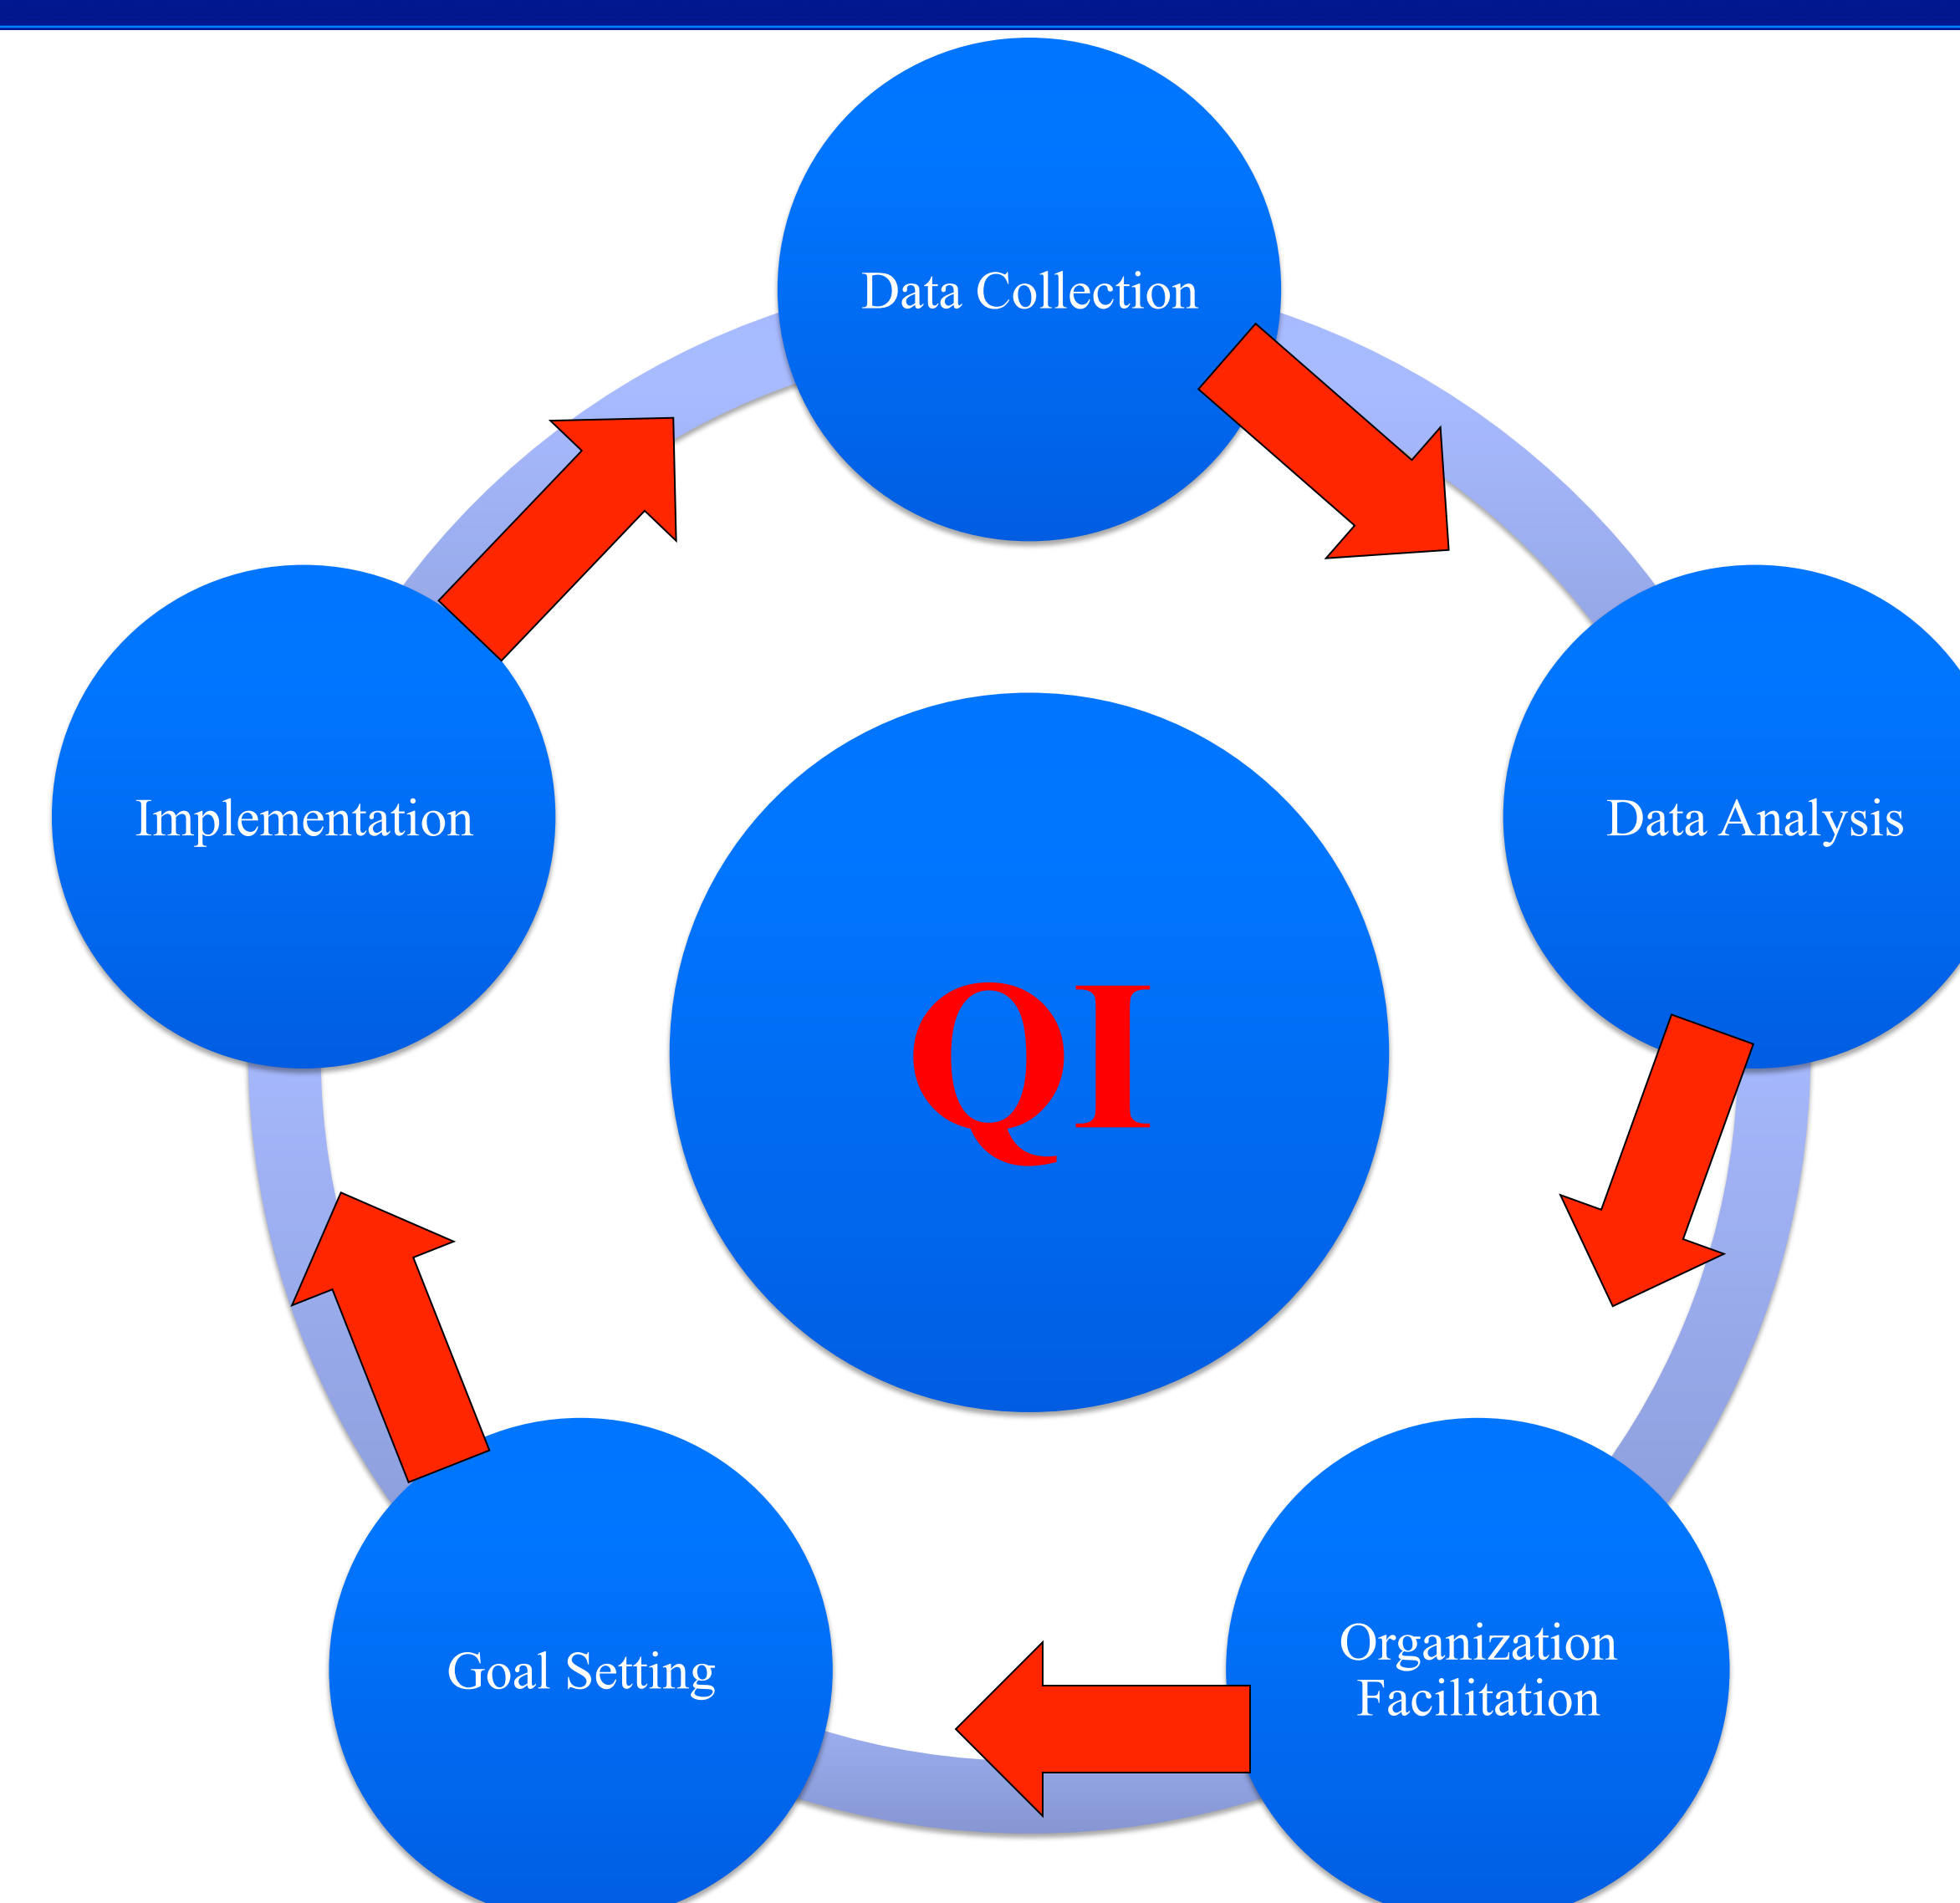 Data Collection
Implementation
Data Analysis
QI
Goal Setting
Organization
Facilitation